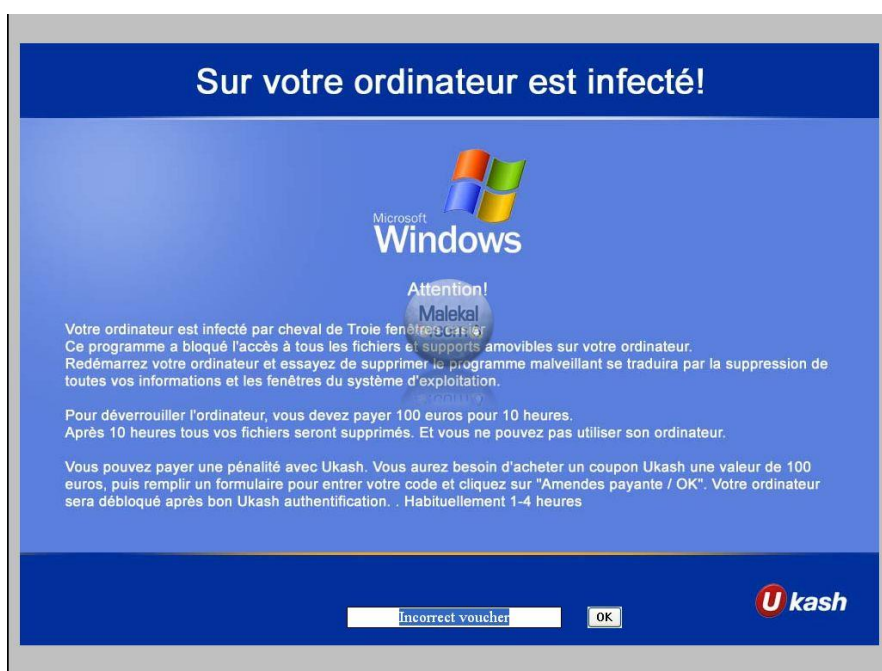 Sur votre ordinateur est infecté!
Microsoft
Windows
Attention!
Malekal
.com
Votre ordinateur est infecté par cheval de Troie fenêtres casier
Ce programme a bloqué l'accès à tous les fichiers et supports amovibles sur votre ordinateur.
Redémarrez votre ordinateur et essayez de supprimer le programme malveillant se traduira par la suppression de
toutes vos informations et les fenêtres du système d'exploitation.
Pour déverrouiller l'ordinateur, vous devez payer 100 euros pour 10 heures.
Après 10 heures tous vos fichiers seront supprimés. Et vous ne pouvez pas utiliser son ordinateur.
Vous pouvez payer une pénalité avec Ukash. Vous aurez besoin d'acheter un coupon Ukash une valeur de 100
euros, puis remplir un formulaire pour entrer votre code et cliquez sur "Amendes payante / OK". Votre ordinateur
sera débloqué après bon Ukash authentification. . Habituellement 1-4 heures
Ukash
Incorrect voucher
OK